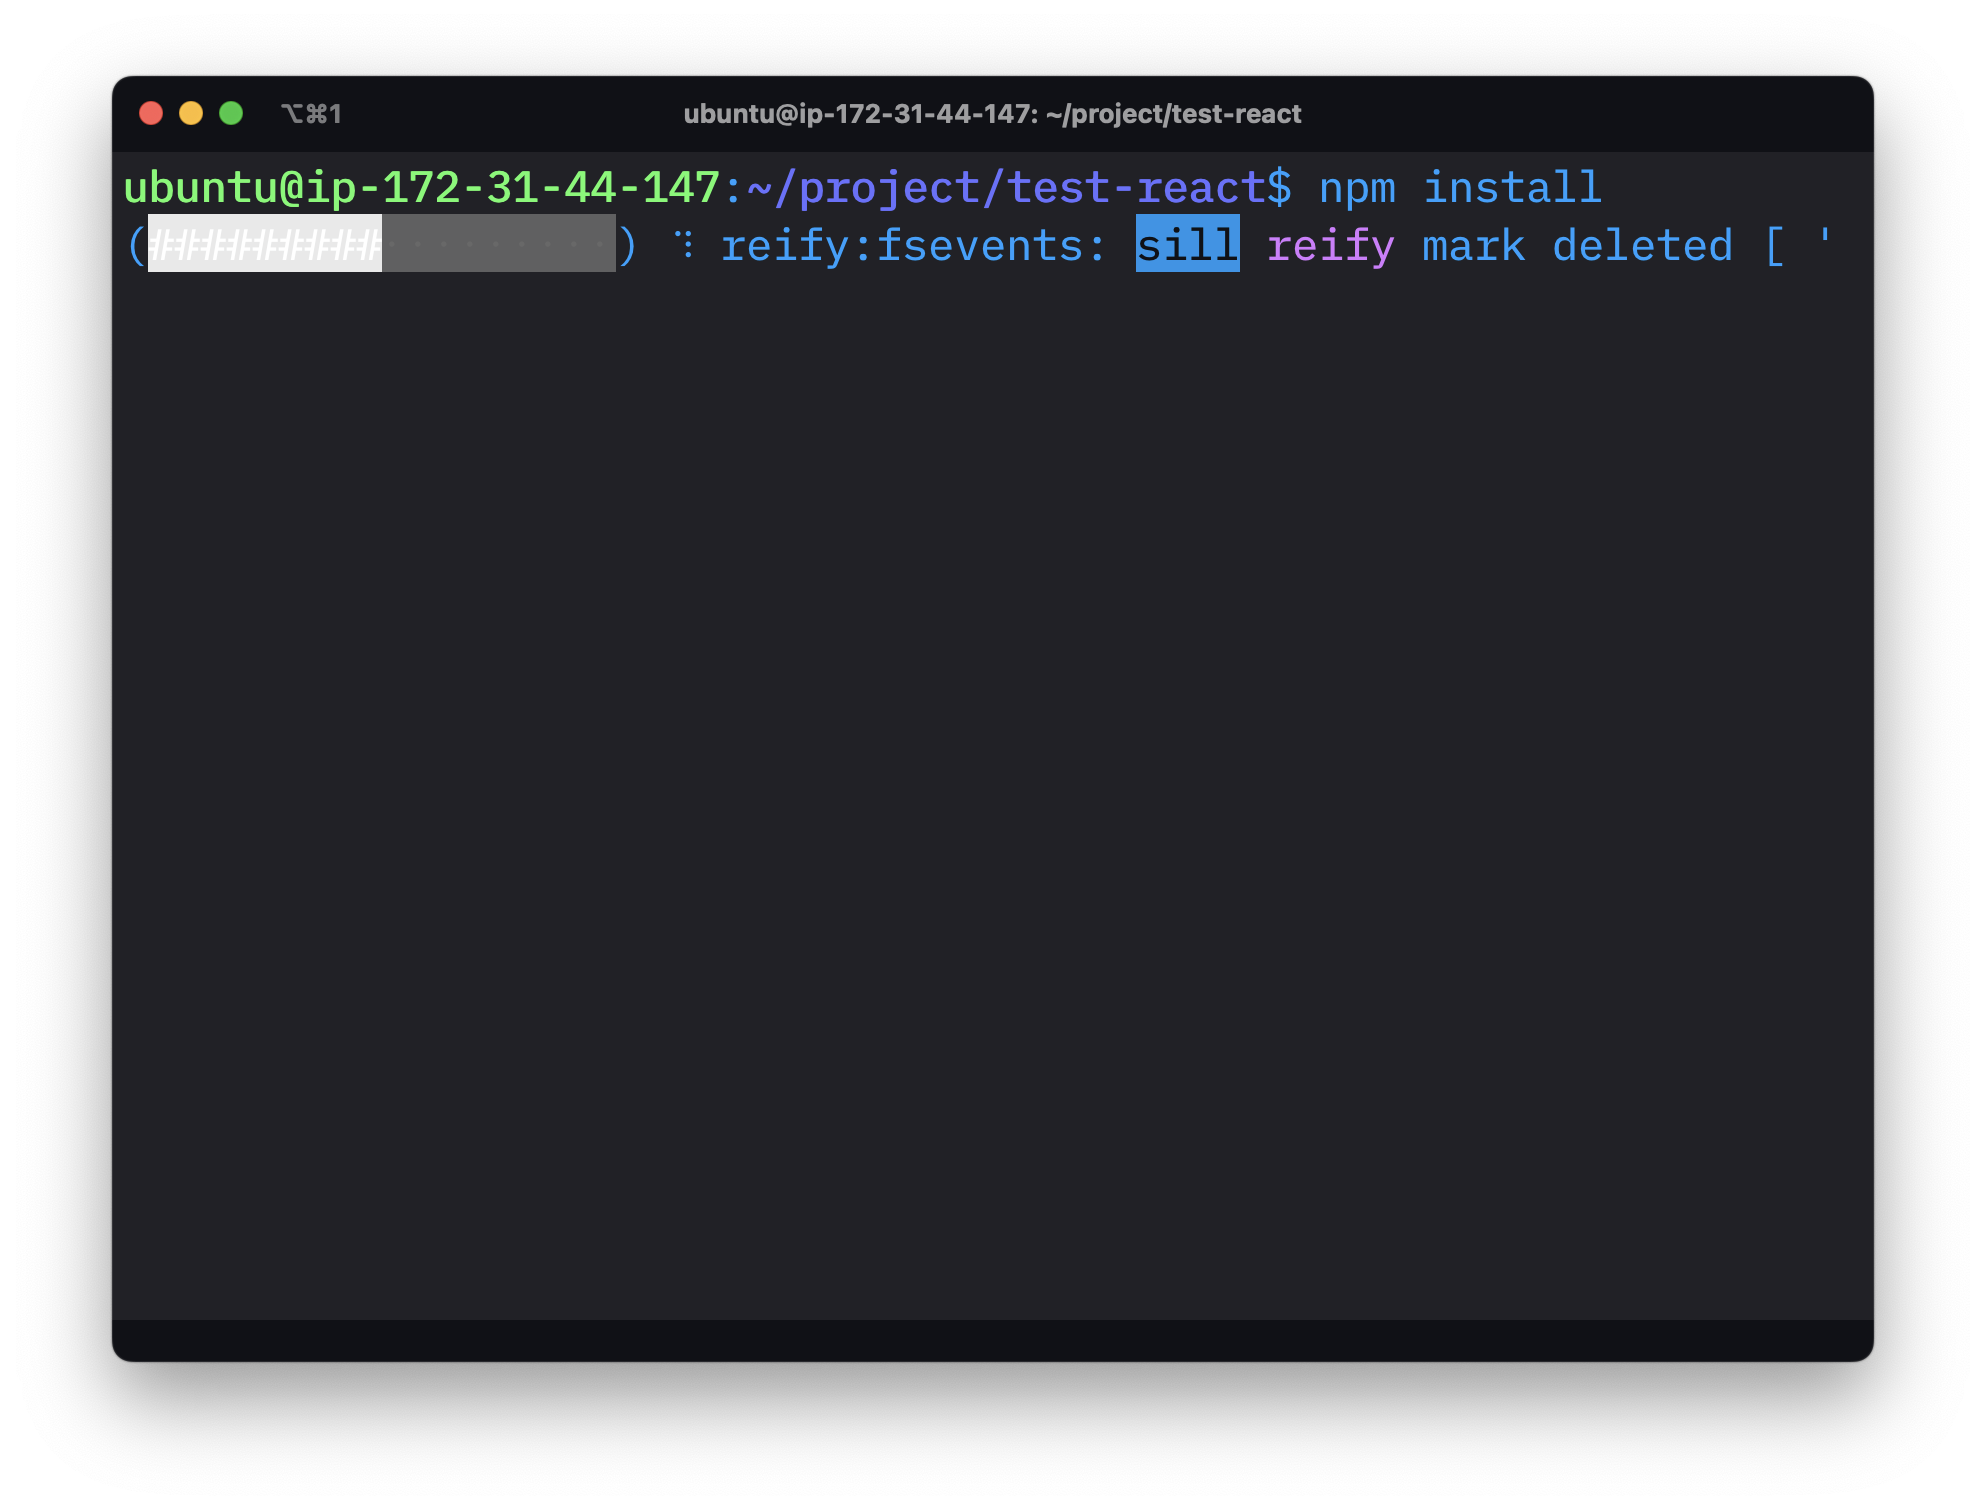 ⌥⌘1 ubuntu@ip-172-31-44-147: ~/project/test-react
ubuntu@ip-172-31-44-147:~/project/test-react$ npm install
(#########.........) ⠹ reify:fsevents: sill reify mark deleted [ '